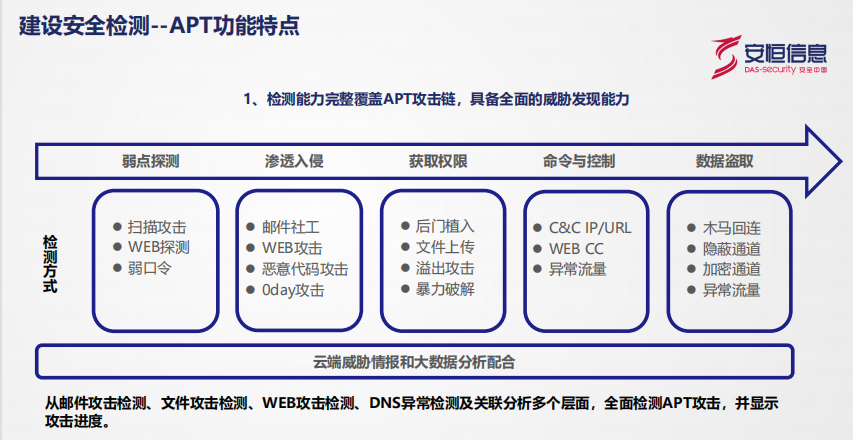 建设安全检测--APT功能特点
安恒信息
DAS-security 安全中国
1、检测能力完整覆盖APT攻击链，具备全面的威胁发现能力
弱点探测
渗透入侵
获取权限
命令与控制
数据盗取
检测方式
● 扫描攻击
● WEB探测
● 弱口令
● 邮件社工
● WEB攻击
● 恶意代码攻击
● 0day攻击
● 后门植入
● 文件上传
● 溢出攻击
● 暴力破解
● C&C IP/URL
● WEB CC
● 异常流量
● 木马回连
● 隐蔽通道
● 加密通道
● 异常流量
云端威胁情报和大数据分析配合
从邮件攻击检测、文件攻击检测、WEB攻击检测、DNS异常检测及关联分析多个层面，全面检测APT攻击，并显示
攻击进度。